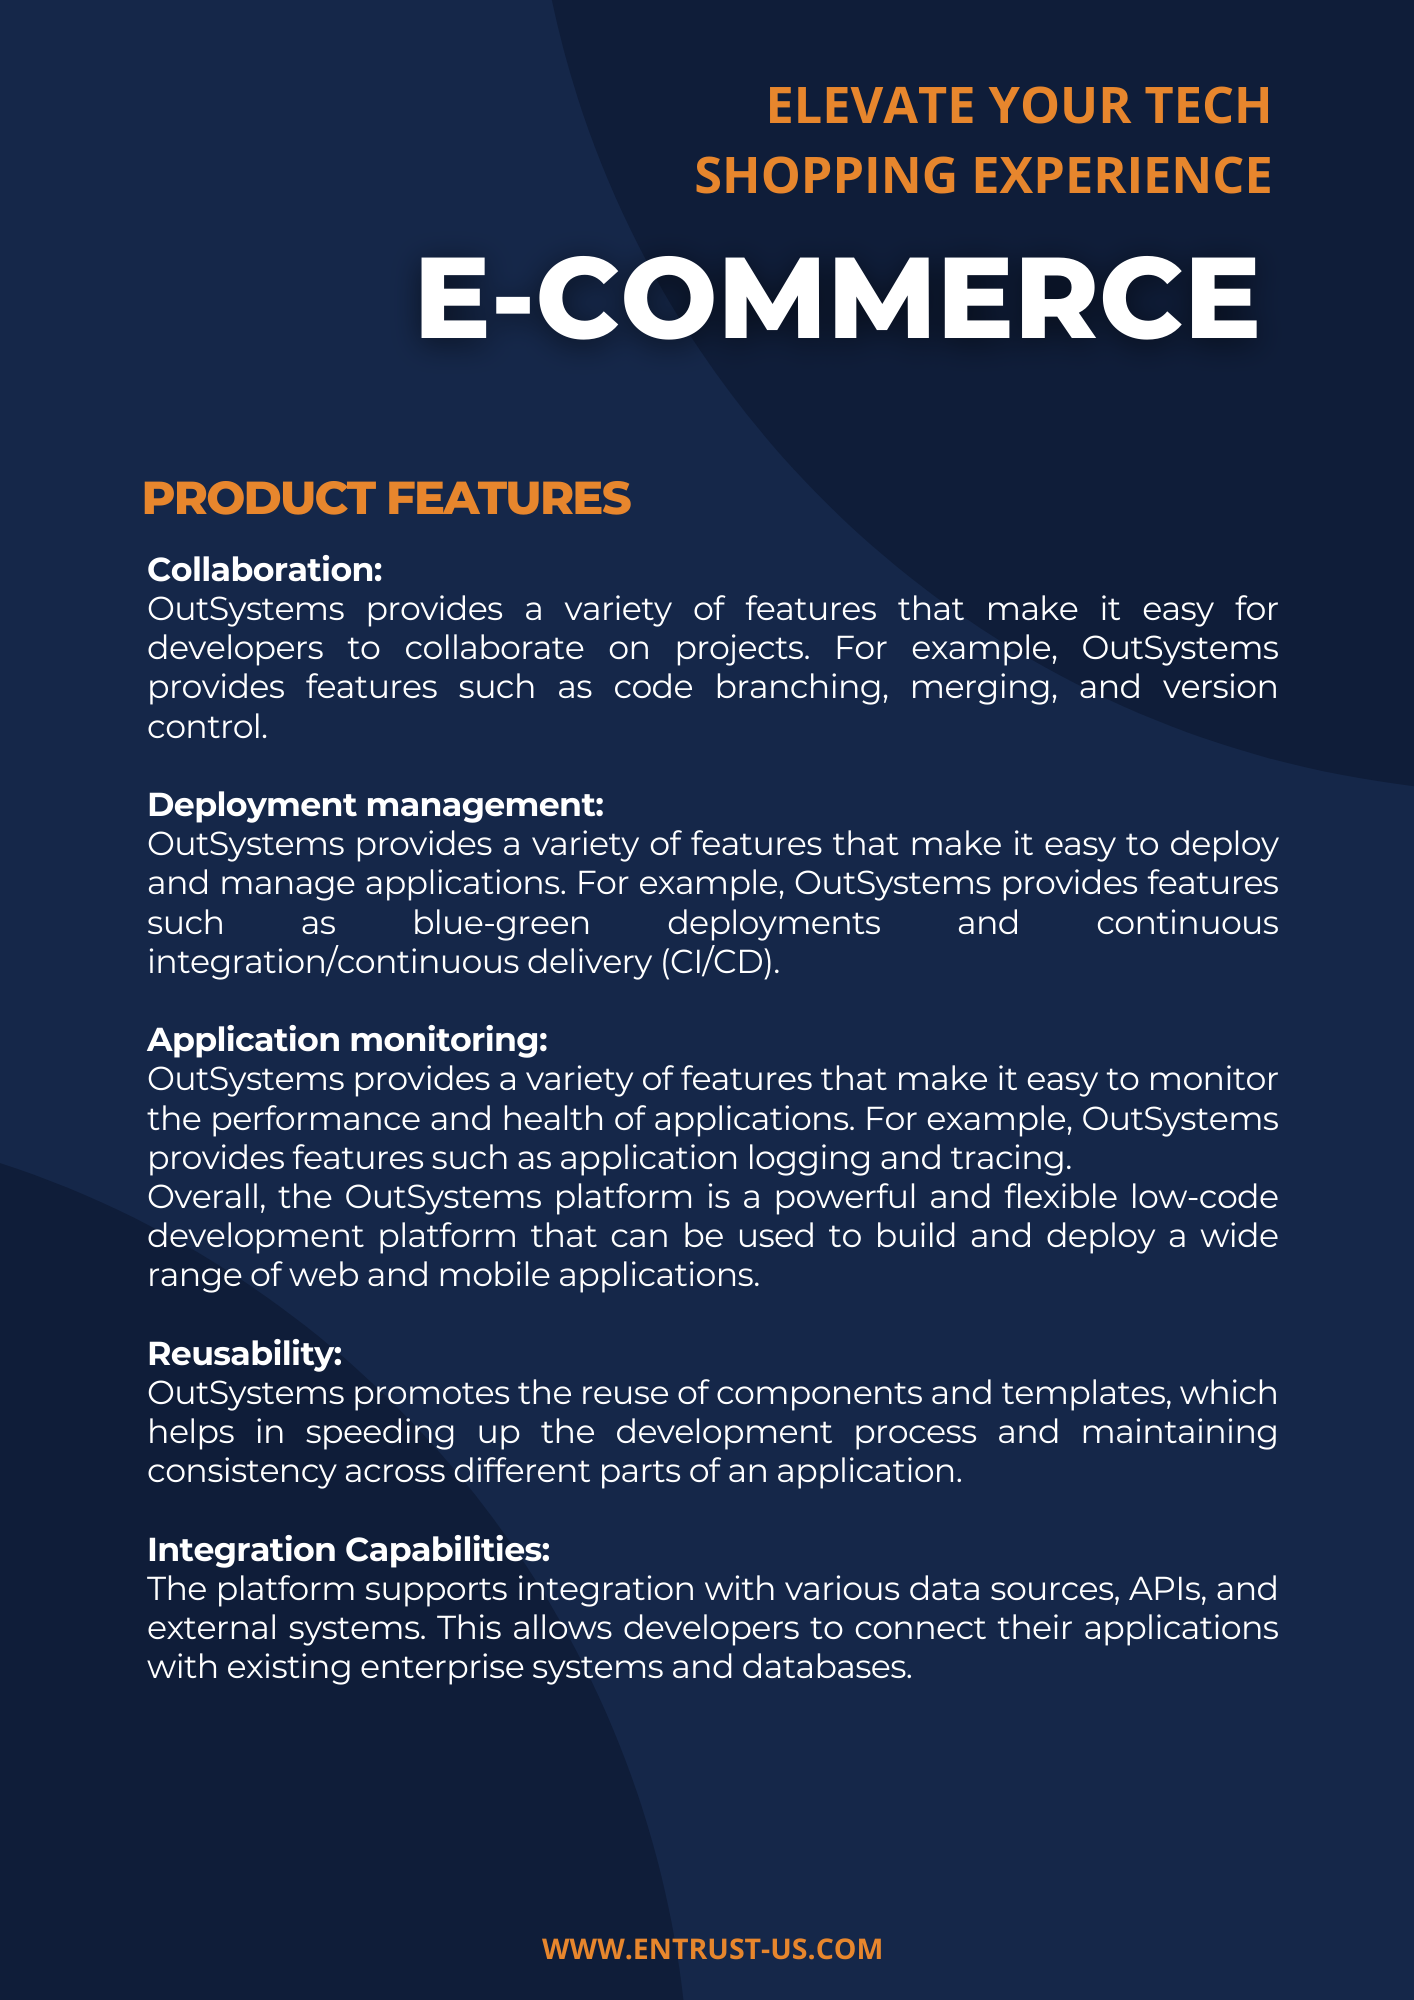 ELEVATE YOUR TECH
SHOPPING EXPERIENCE
E-COMMERCE
PRODUCT FEATURES
Collaboration:
OutSystems provides a variety of features that make it easy for
developers to collaborate on projects. For example, OutSystems
provides features such as code branching, merging, and version
control.
Deployment management:
OutSystems provides a variety of features that make it easy to deploy
and manage applications. For example, OutSystems provides features
such as blue-green deployments and continuous
integration/continuous delivery (CI/CD).
Application monitoring:
OutSystems provides a variety of features that make it easy to monitor
the performance and health of applications. For example, OutSystems
provides features such as application logging and tracing.
Overall, the OutSystems platform is a powerful and flexible low-code
development platform that can be used to build and deploy a wide
range of web and mobile applications.
Reusability:
OutSystems promotes the reuse of components and templates, which
helps in speeding up the development process and maintaining
consistency across different parts of an application.
Integration Capabilities:
The platform supports integration with various data sources, APIs, and
external systems. This allows developers to connect their applications
with existing enterprise systems and databases.
WWW.ENTRUST-US.COM